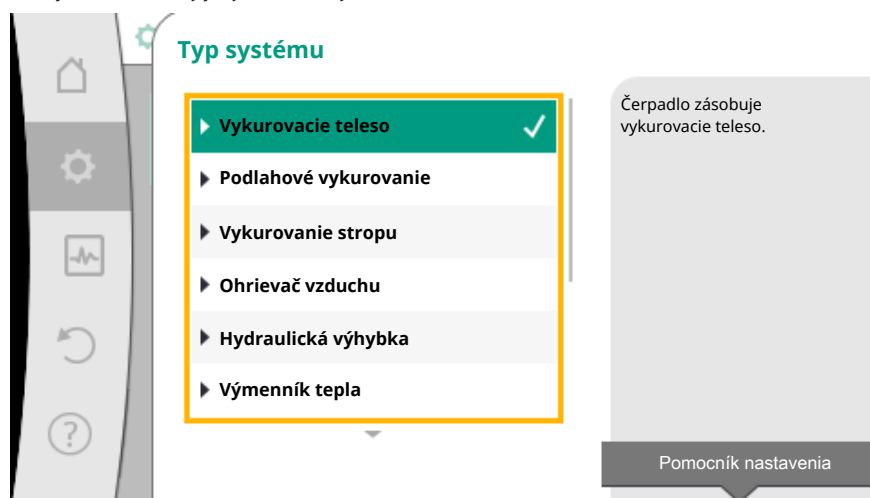 Typ systému
Vykurovacie teleso
Podlahové vykurovanie
Vykurovanie stropu
Ohrievač vzduchu
Hydraulická výhybka
Výmenník tepla
Čerpadlo zásobuje
vykurovacie teleso.
Pomocník nastavenia